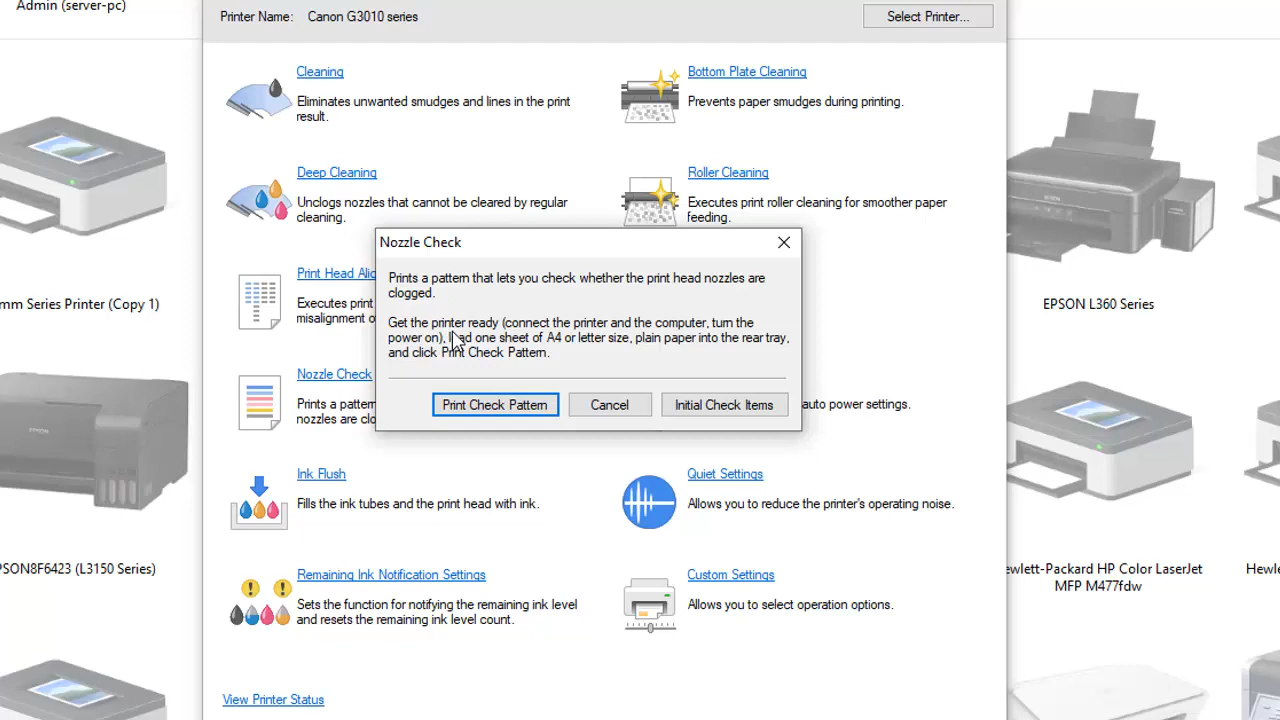 Admin (server-pc)
Printer Name: Canon G3010 series
Select Printer...
Cleaning
Eliminates unwanted smudges and lines in the print
result.
Bottom Plate Cleaning
Prevents paper smudges during printing.
Deep Cleaning
Unclogs nozzles that cannot be cleared by regular
cleaning.
Roller Cleaning
Executes print roller cleaning for smoother paper
feeding.
Print Head Alig
Executes print
misalignment o
Nozzle Check
Prints a pattern that lets you check whether the print head nozzles are
clogged.
Get the printer ready (connect the printer and the computer, turn the
power on), load one sheet of A4 or letter size, plain paper into the rear tray,
and click Print Check Pattern.
Print Check Pattern
Cancel
Initial Check Items
Nozzle Check
Prints a pattern
nozzles are clo
auto power settings.
Ink Flush
Fills the ink tubes and the print head with ink.
Quiet Settings
Allows you to reduce the printer's operating noise.
Remaining Ink Notification Settings
Sets the function for notifying the remaining ink level
and resets the remaining ink level count.
Custom Settings
Allows you to select operation options.
View Printer Status
mm Series Printer (Copy 1)
EPSON
PSON8F6423 (L3150 Series)
EPSON L360 Series
ewlett-Packard HP Color LaserJet
MFP M477fdw
Hewle